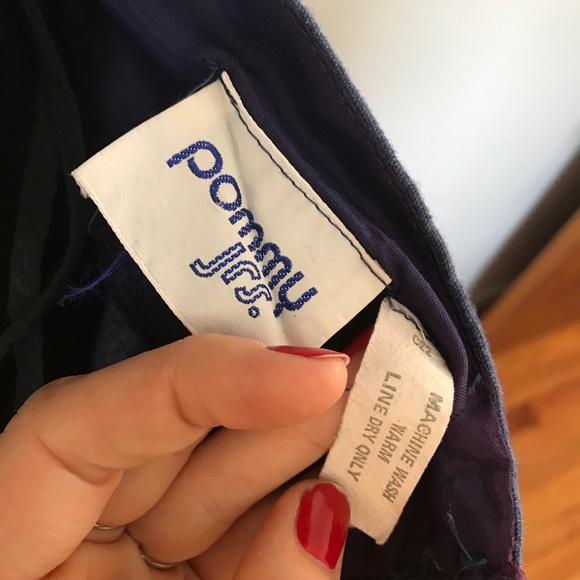 pommy
jrs.
MACHINE WASH
WARM
LINE DRY ONLY